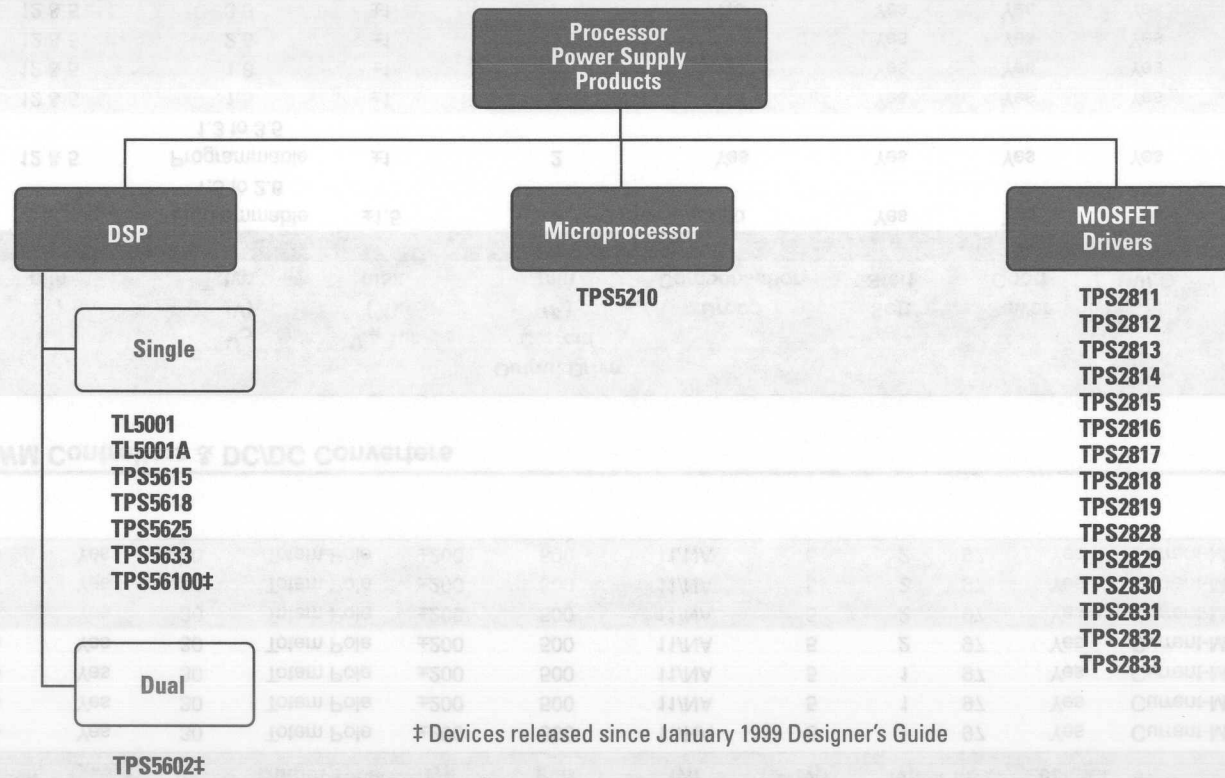 Processor
Power Supply
Products
DSP
Microprocessor
MOSFET
Drivers
Single
TL5001
TL5001A
TPS5615
TPS5618
TPS5625
TPS5633
TPS56100‡
Dual
TPS5602‡
TPS5210
TPS2811
TPS2812
TPS2813
TPS2814
TPS2815
TPS2816
TPS2817
TPS2818
TPS2819
TPS2828
TPS2829
TPS2830
TPS2831
TPS2832
TPS2833
‡ Devices released since January 1999 Designer's Guide